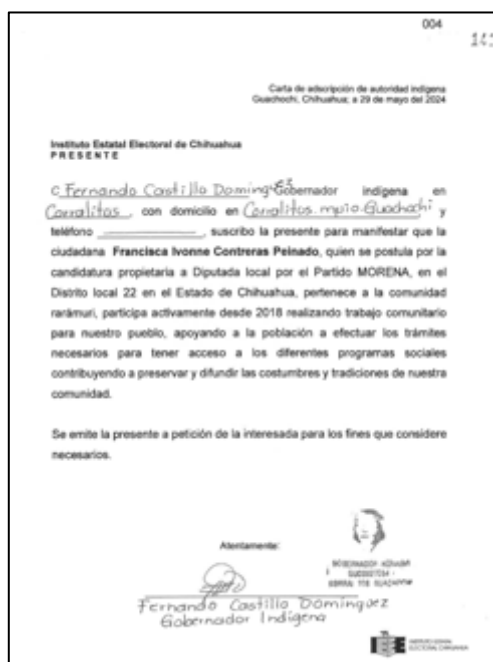 004
Carta de adscripción de autoridad indígena
Guachochi, Chihuahua; a 29 de mayo del 2024
Instituto Estatal Electoral de Chihuahua
P R E S E N T E
C Fernando Castillo Domínguez Gobernador indígena en
Corralitos, con domicilio en Corralitos. mpio. Guachochi y
teléfono ____________, suscribo la presente para manifestar que la
ciudadana Francisca Ivonne Contreras Peinado, quien se postula por la
candidatura propietaria a Diputada local por el Partido MORENA, en el
Distrito local 22 en el Estado de Chihuahua, pertenece a la comunidad
rarámuri, participa activamente desde 2018 realizando trabajo comunitario
para nuestro pueblo, apoyando a la población a efectuar los trámites
necesarios para tener acceso a los diferentes programas sociales
contribuyendo a preservar y difundir las costumbres y tradiciones de nuestra
comunidad.
Se emite la presente a petición de la interesada para los fines que considere
necesarios.
Atentamente:
Fernando Castillo Domínguez
Gobernador Indígena
IEE
INSTITUTO ESTATAL
ELECTORAL CHIHUAHUA